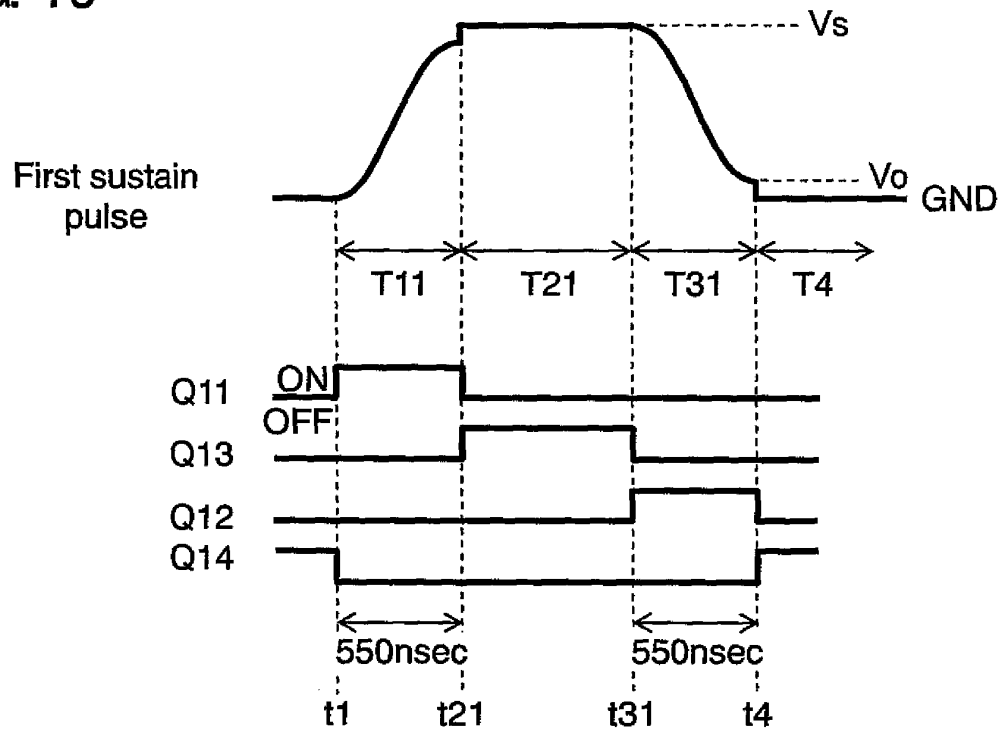 Vs
First sustain
pulse
Vo
GND
T11 T21 T31 T4
Q11 ON
OFF
Q13
Q12
Q14
550nsec 550nsec
t1 t21 t31 t4